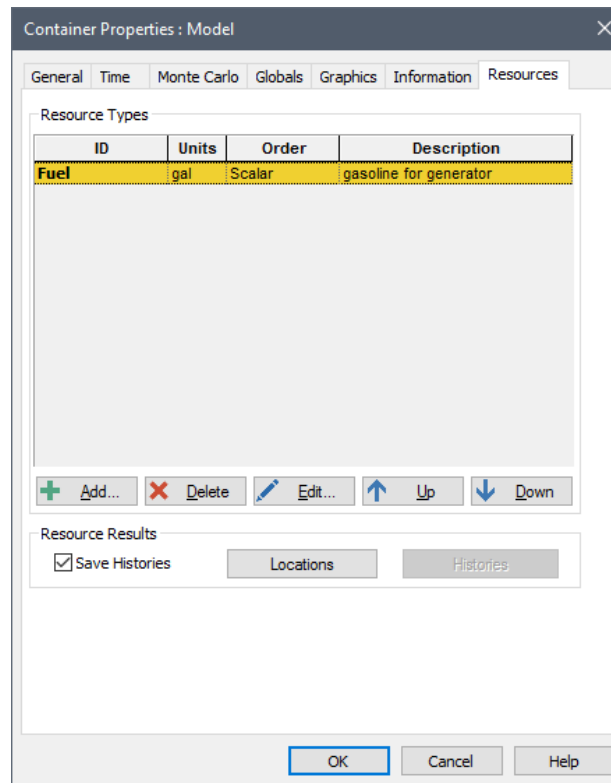 Container Properties : Model
General Time Monte Carlo Globals Graphics Information Resources
Resource Types
ID Units Order Description
Fuel gal Scalar gasoline for generator
Add... Delete Edit... Up Down
Resource Results
Save Histories Locations Histories
OK Cancel Help